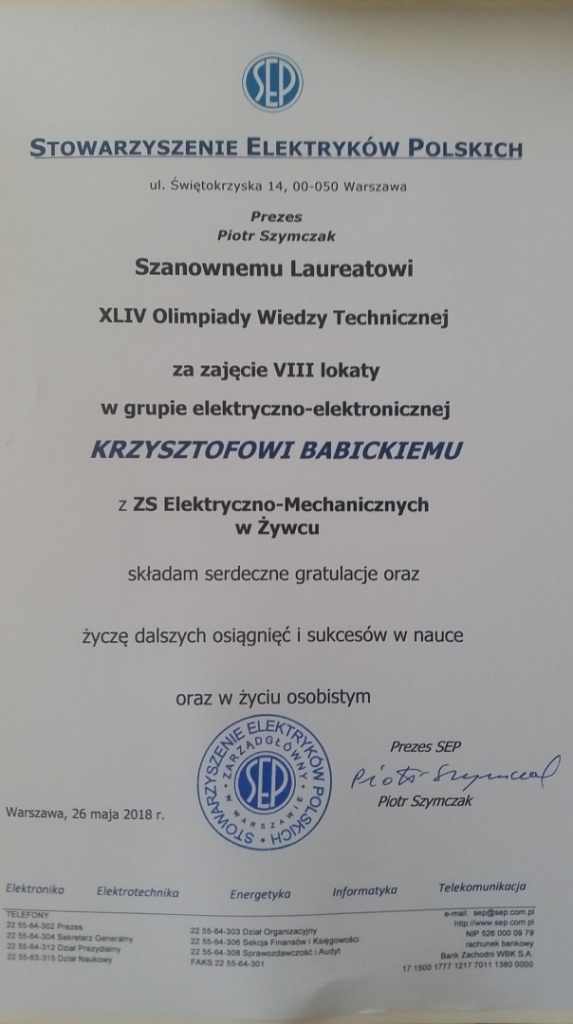 SEP
STOWARZYSZENIE ELEKTRYKÓW POLSKICH
ul. Świętokrzyska 14, 00-050 Warszawa
Prezes
Piotr Szymczak
Szanownemu Laureatowi
XLIV Olimpiady Wiedzy Technicznej
za zajęcie VIII lokaty
w grupie elektryczno-elektronicznej
KRZYSZTOFOWI BABICKIEMU
z ZS Elektryczno-Mechanicznych
w Żywcu
składam serdeczne gratulacje oraz
życzę dalszych osiągnięć i sukcesów w nauce
oraz w życiu osobistym
STOWARZYSZENIE ELEKTRYKÓW POLSKICH
ZARZĄD GŁÓWNY
W WARSZAWIE
SEP
Prezes SEP
Piotr Szymczak
Piotr Szymczak
Warszawa, 26 maja 2018 r.
Elektronika Elektrotechnika Energetyka Informatyka Telekomunikacja
TELEFONY
22 55-64-302 Prezes
22 55-64-304 Sekretarz Generalny
22 55-64-312 Dział Prezydialny
22 55-63-315 Dział Naukowy
22 55-64-303 Dział Organizacyjny
22 55-64-306 Sekcja Finansów i Księgowości
22 55-64-308 Sprawozdawczość i Audyt
FAKS 22 55-64-301
e-mail: sep@sep.com.pl
http://www.sep.com.pl
NIP 526 000 09 79
rachunek bankowy
Bank Zachodni WBK S.A.
17 1500 1777 1217 7011 1380 0000